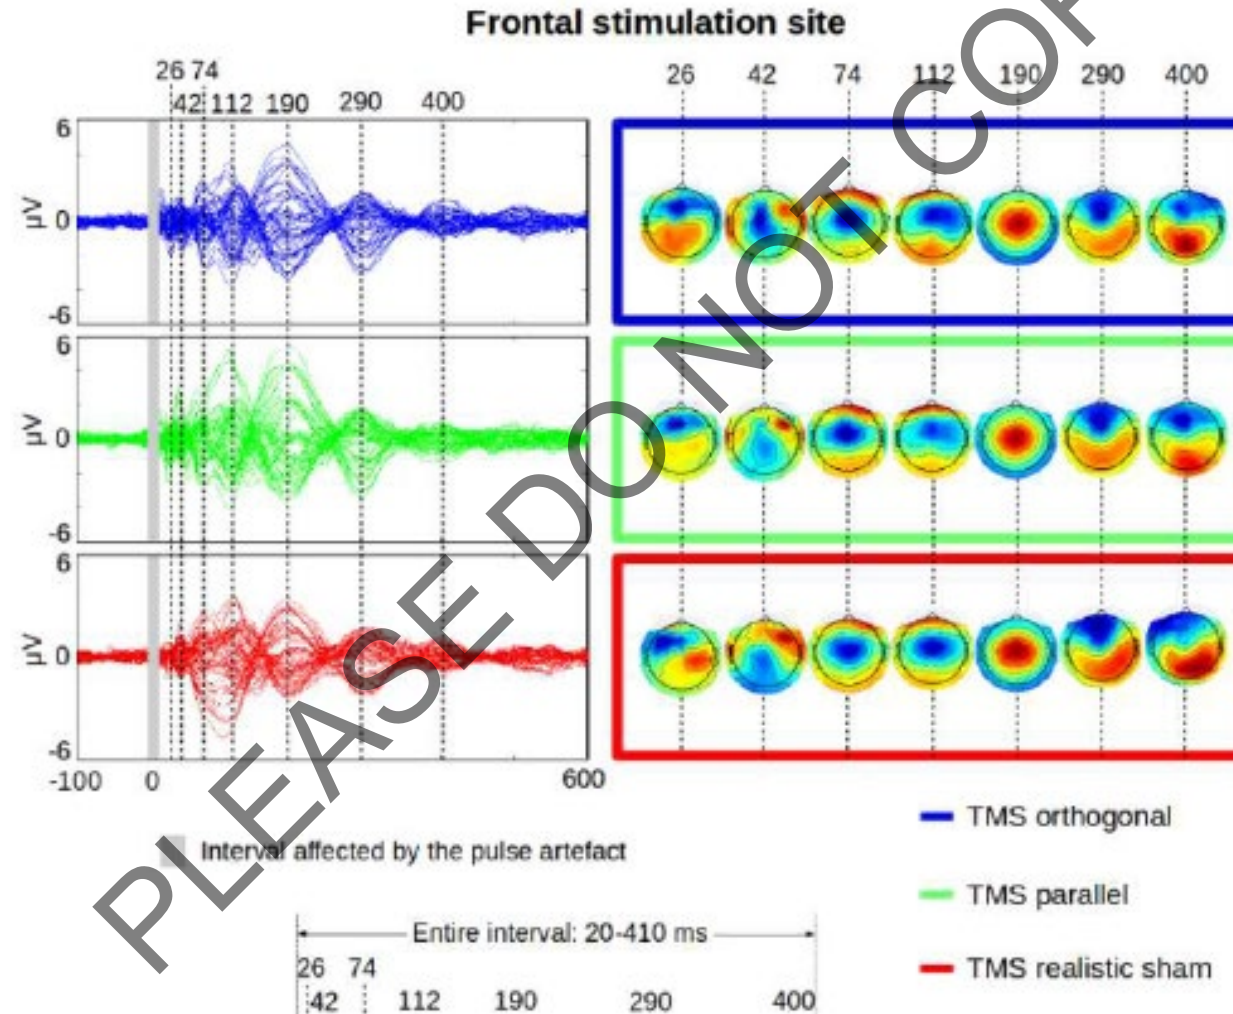 Frontal stimulation site
26 74
42 112 190 290 400
26 42 74 112 190 290 400
6
µV 0
-6
6
µV 0
-6
6
µV 0
-6
-100 0 600
Interval affected by the pulse artefact
TMS orthogonal
TMS parallel
TMS realistic sham
Entire interval: 20-410 ms
26 74
42 112 190 290 400
PLEASE DO NOT COP